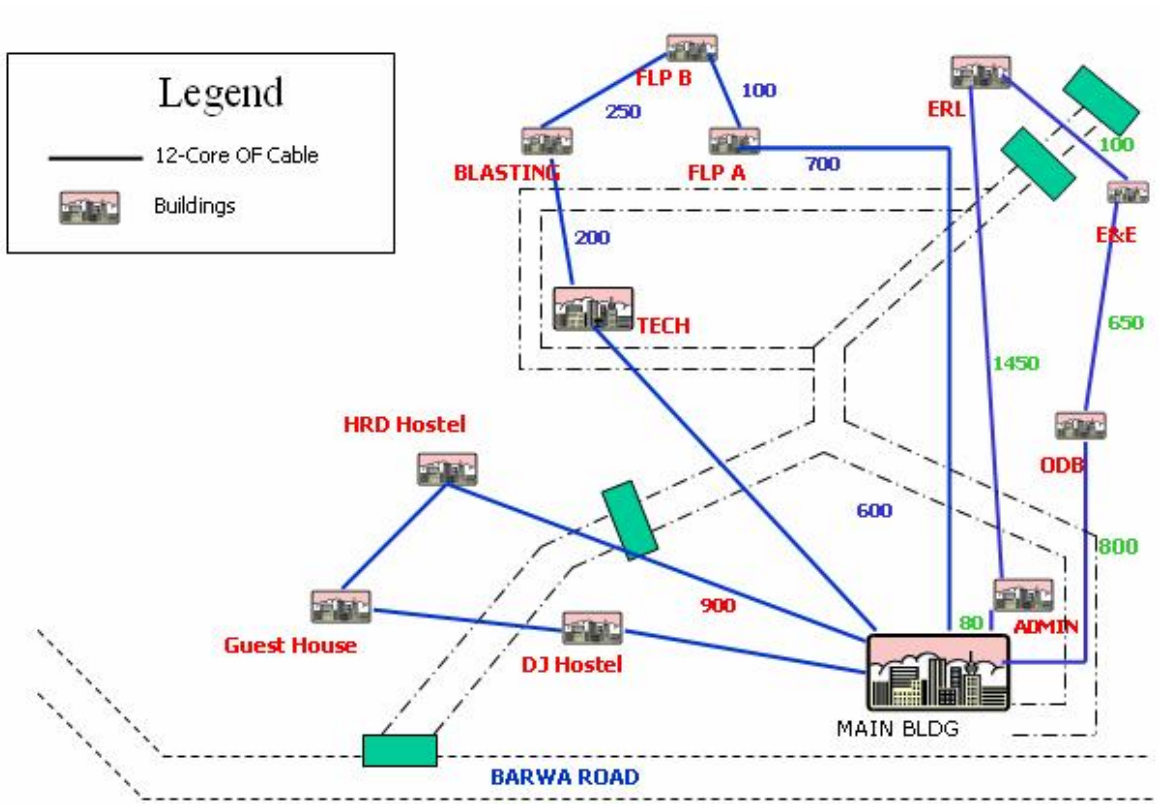 Legend
12-Core OF Cable
Buildings
FLP B
250
100
BLASTING
FLP A
700
ERL
100
E&E
200
TECH
650
1450
HRD Hostel
ODB
600
800
900
80
ADMIN
Guest House
DJ Hostel
MAIN BLDG
BARWA ROAD